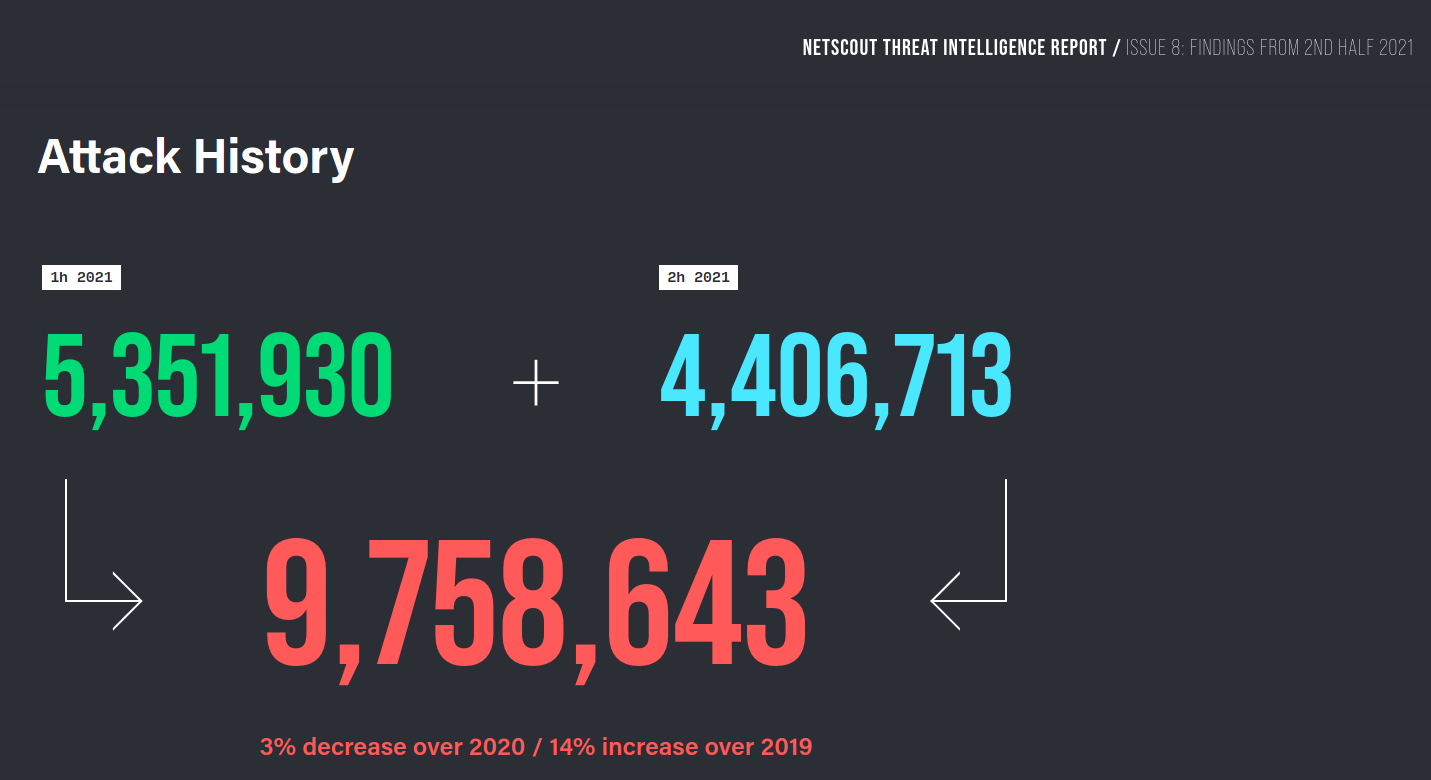 NETSCOUT THREAT INTELLIGENCE REPORT / ISSUE 8: FINDINGS FROM 2ND HALF 2021
Attack History
1h 2021
2h 2021
5,351,930 + 4,406,713
9,758,643
3% decrease over 2020 / 14% increase over 2019